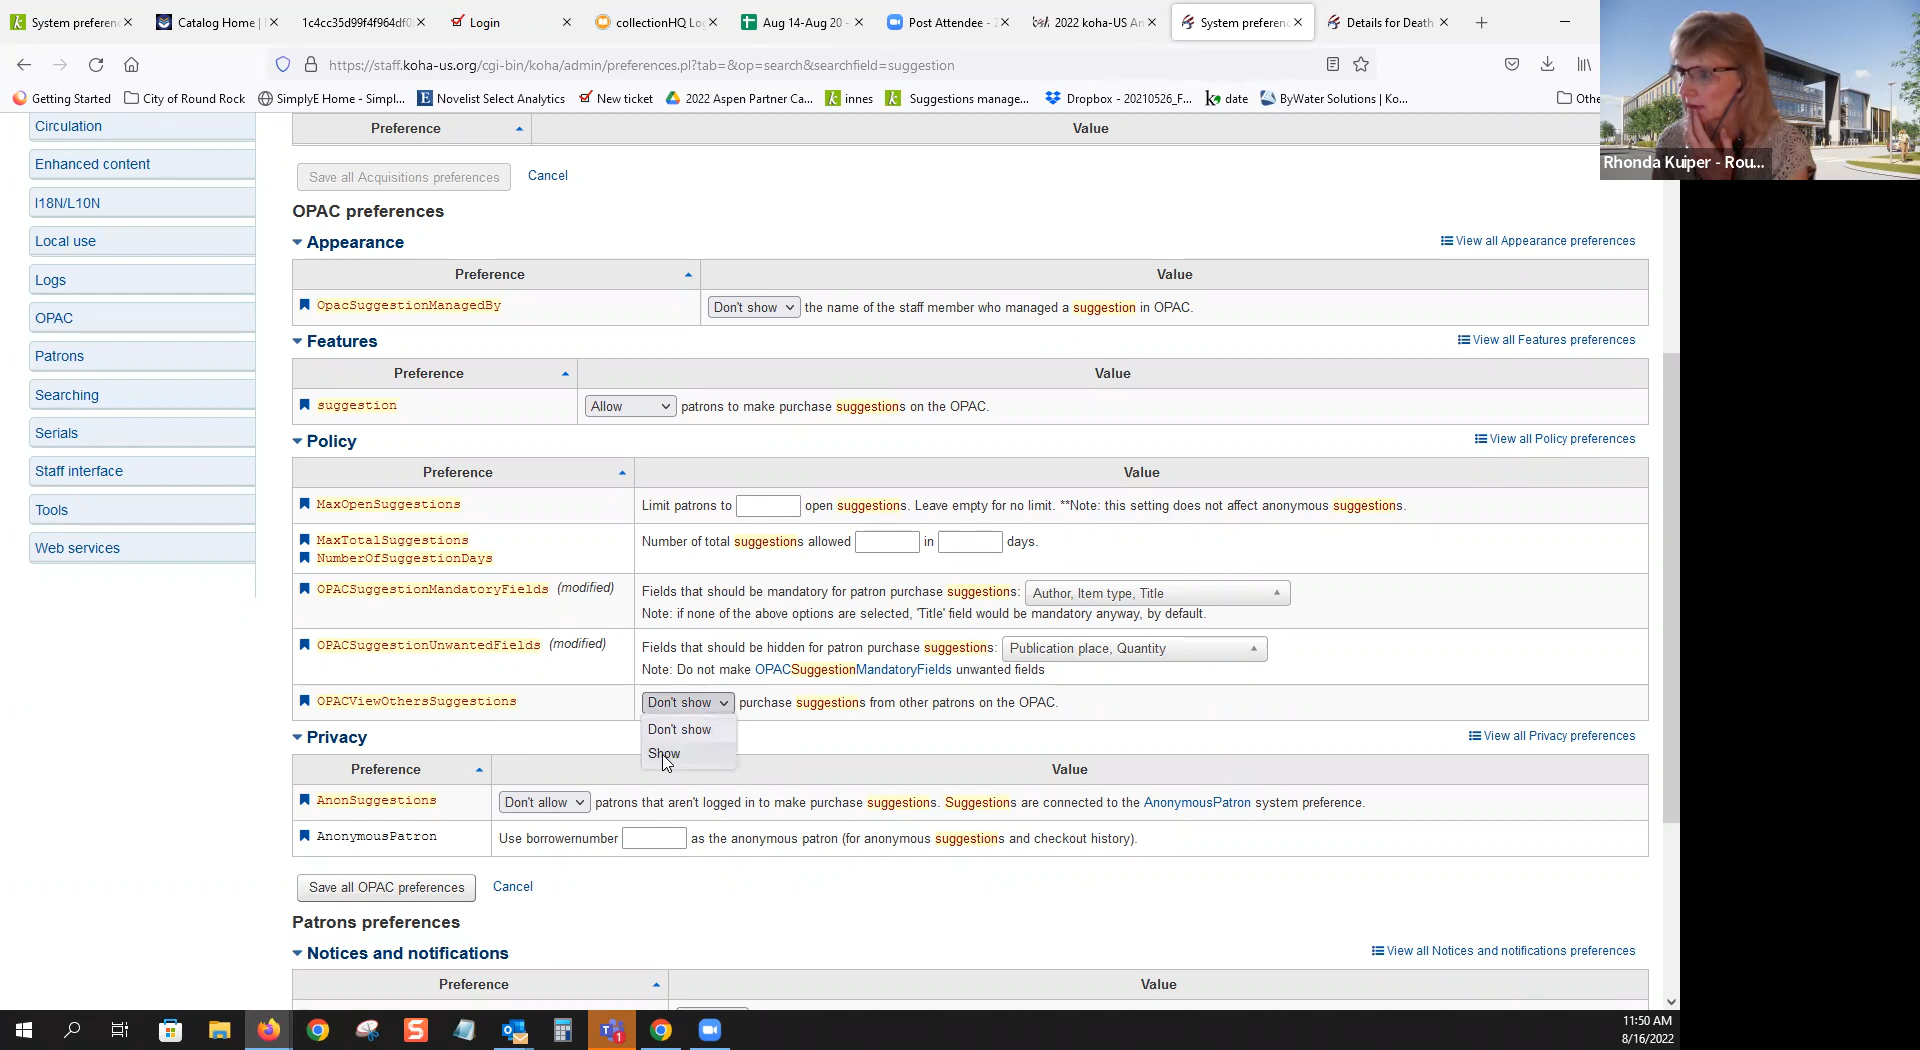 System preferenc
Catalog Home |
1c4cc35d99f4f964df0
Login
collectionHQ Lo
Aug 14-Aug 20 -
Post Attendee - Z
2022 koha-US An
System preferenc
Details for Death
https://staff.koha-us.org/cgi-bin/koha/admin/preferences.pl?tab=&op=search&searchfield=suggestion
Getting Started
City of Round Rock
SimplyE Home - Simpl...
Novelist Select Analytics
New ticket
2022 Aspen Partner Ca...
innes
Suggestions manage...
Dropbox - 20210526_F...
date
ByWater Solutions | Ko...
Othe
Rhonda Kuiper - Rou...
Circulation
Enhanced content
I18N/L10N
Local use
Logs
OPAC
Patrons
Searching
Serials
Staff interface
Tools
Web services
Preference Value
Save all Acquisitions preferences Cancel
OPAC preferences
Appearance View all Appearance preferences
Preference Value
OpacSuggestionManagedBy Don't show the name of the staff member who managed a suggestion in OPAC.
Features View all Features preferences
Preference Value
suggestion Allow patrons to make purchase suggestions on the OPAC.
Policy View all Policy preferences
Preference Value
MaxOpenSuggestions Limit patrons to open suggestions. Leave empty for no limit. **Note: this setting does not affect anonymous suggestions.
MaxTotalSuggestions
NumberOfSuggestionDays
Number of total suggestions allowed in days.
OPACSuggestionMandatoryFields (modified) Fields that should be mandatory for patron purchase suggestions: Author, Item type, Title
Note: if none of the above options are selected, 'Title' field would be mandatory anyway, by default.
OPACSuggestionUnwantedFields (modified) Fields that should be hidden for patron purchase suggestions: Publication place, Quantity
Note: Do not make OPACSuggestionMandatoryFields unwanted fields
OPACViewOthersSuggestions Don't show purchase suggestions from other patrons on the OPAC.
Don't show
Show
Privacy View all Privacy preferences
Preference Value
AnonSuggestions Don't allow patrons that aren't logged in to make purchase suggestions. Suggestions are connected to the AnonymousPatron system preference.
AnonymousPatron Use borrowernumber as the anonymous patron (for anonymous suggestions and checkout history).
Save all OPAC preferences Cancel
Patrons preferences
Notices and notifications View all Notices and notifications preferences
Preference Value
11:50 AM
8/16/2022